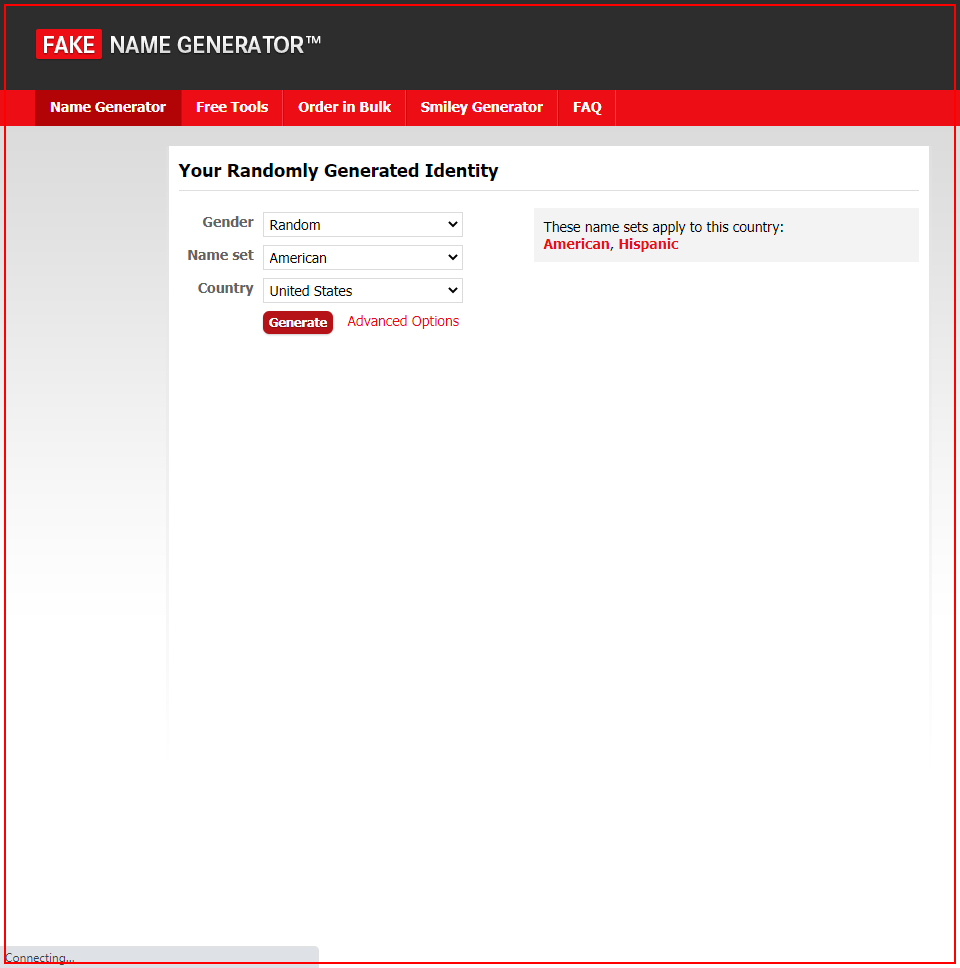 FAKE NAME GENERATOR™
Name Generator Free Tools Order in Bulk Smiley Generator FAQ
Your Randomly Generated Identity
Gender Random
Name set American
Country United States
Generate Advanced Options
These name sets apply to this country:
American, Hispanic
Connecting...